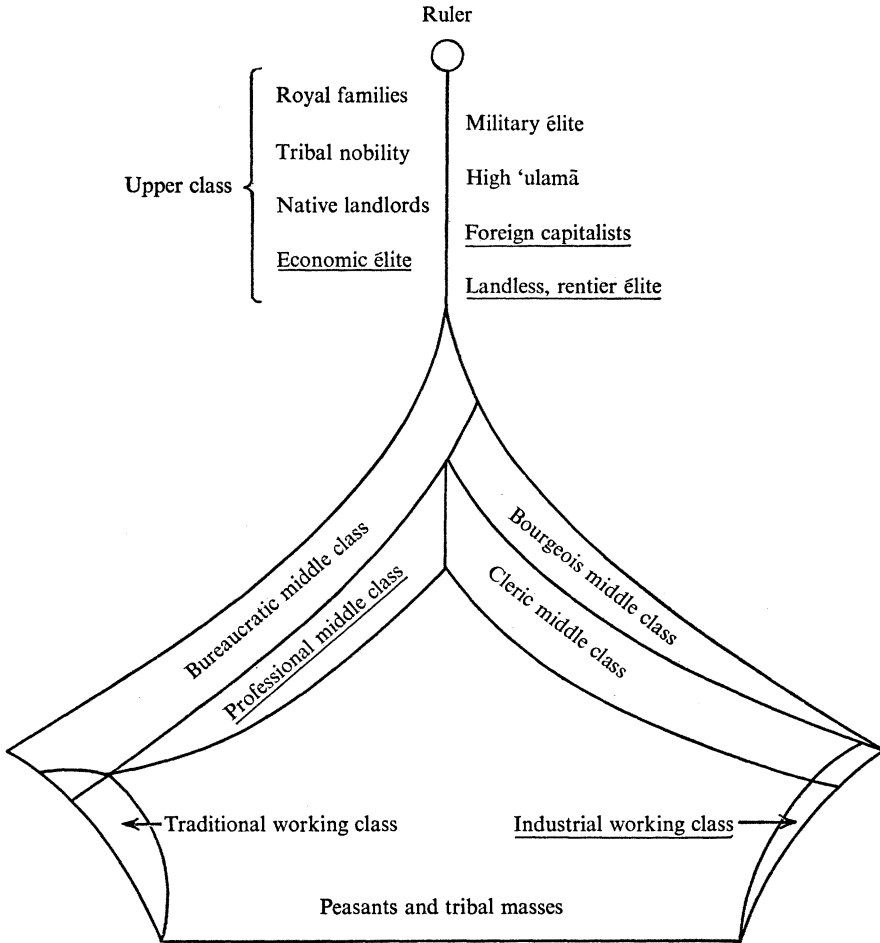 Ruler
Royal families
Military élite
Tribal nobility
High ‘ulamā
Upper class
Native landlords
Foreign capitalists
Economic élite
Landless, rentier élite
Bureaucratic middle class
Professional middle class
Bourgeois middle class
Cleric middle class
Traditional working class
Industrial working class
Peasants and tribal masses